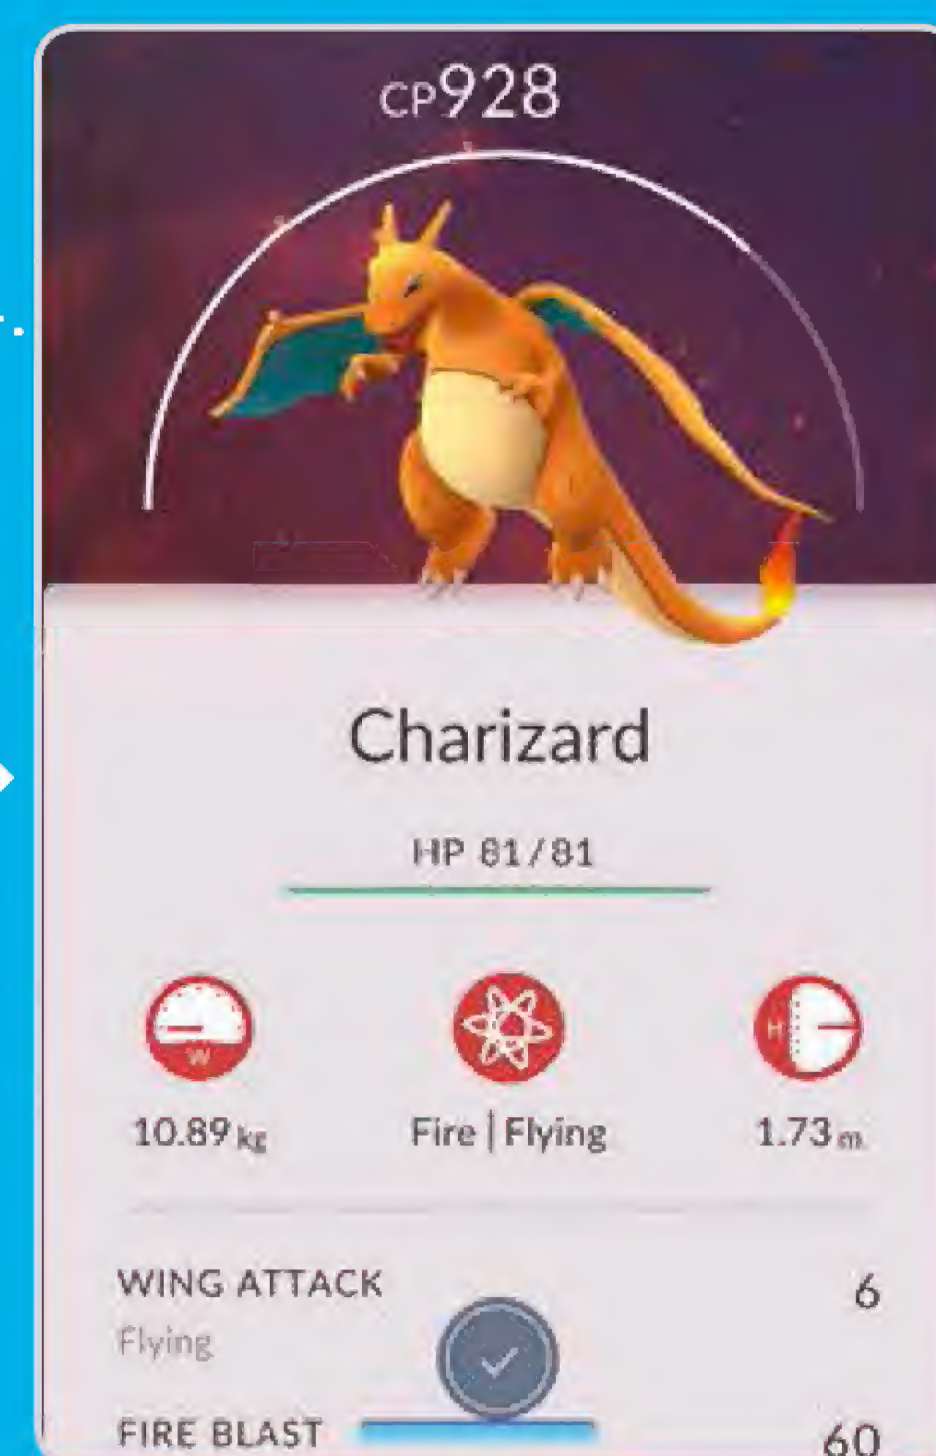 CP928
Charizard
HP 81/81
W
H
10.89 kg
Fire | Flying
1.73 m
WING ATTACK 6
Flying
FIRE BLAST 60